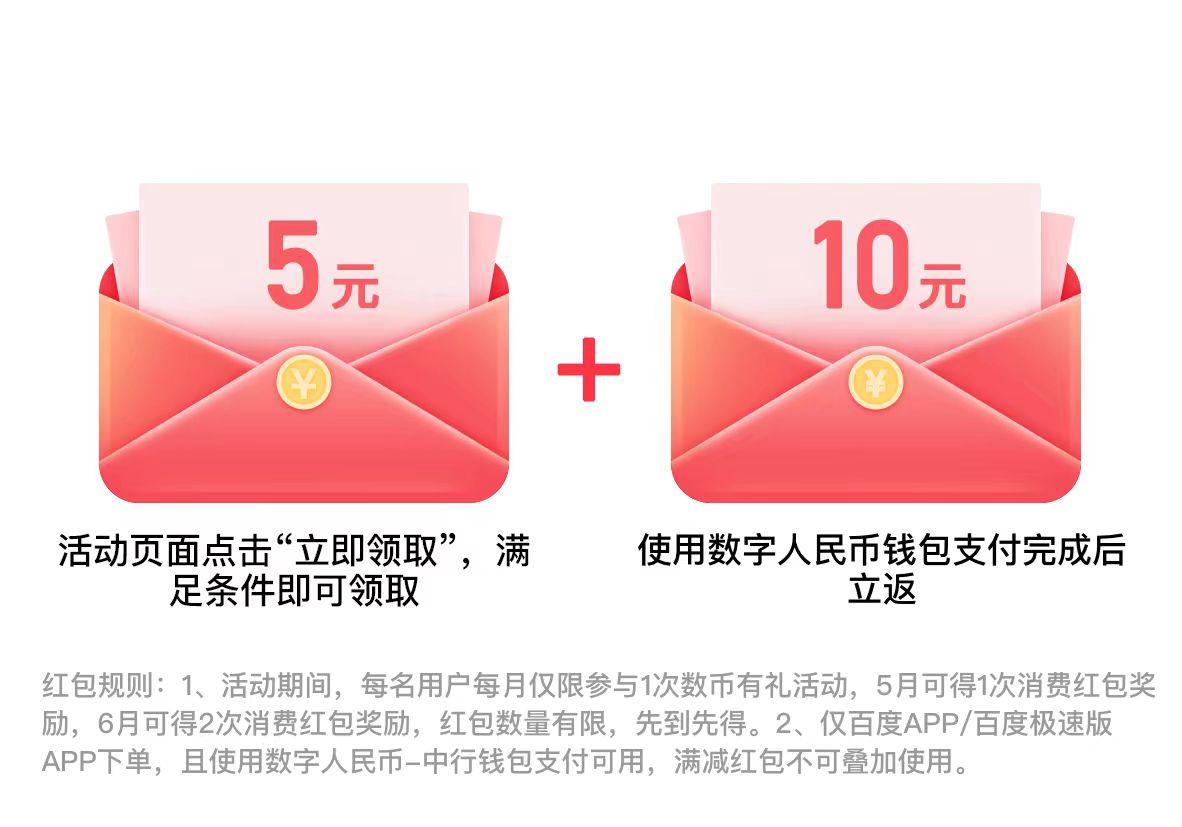 5元
10元
¥
¥
+
活动页面点击“立即领取”，满
足条件即可领取
使用数字人民币钱包支付完成后
立返
红包规则：1、活动期间，每名用户每月仅限参与1次数币有礼活动，5月可得1次消费红包奖
励，6月可得2次消费红包奖励，红包数量有限，先到先得。2、仅百度APP/百度极速版
APP下单，且使用数字人民币-中行钱包支付可用，满减红包不可叠加使用。